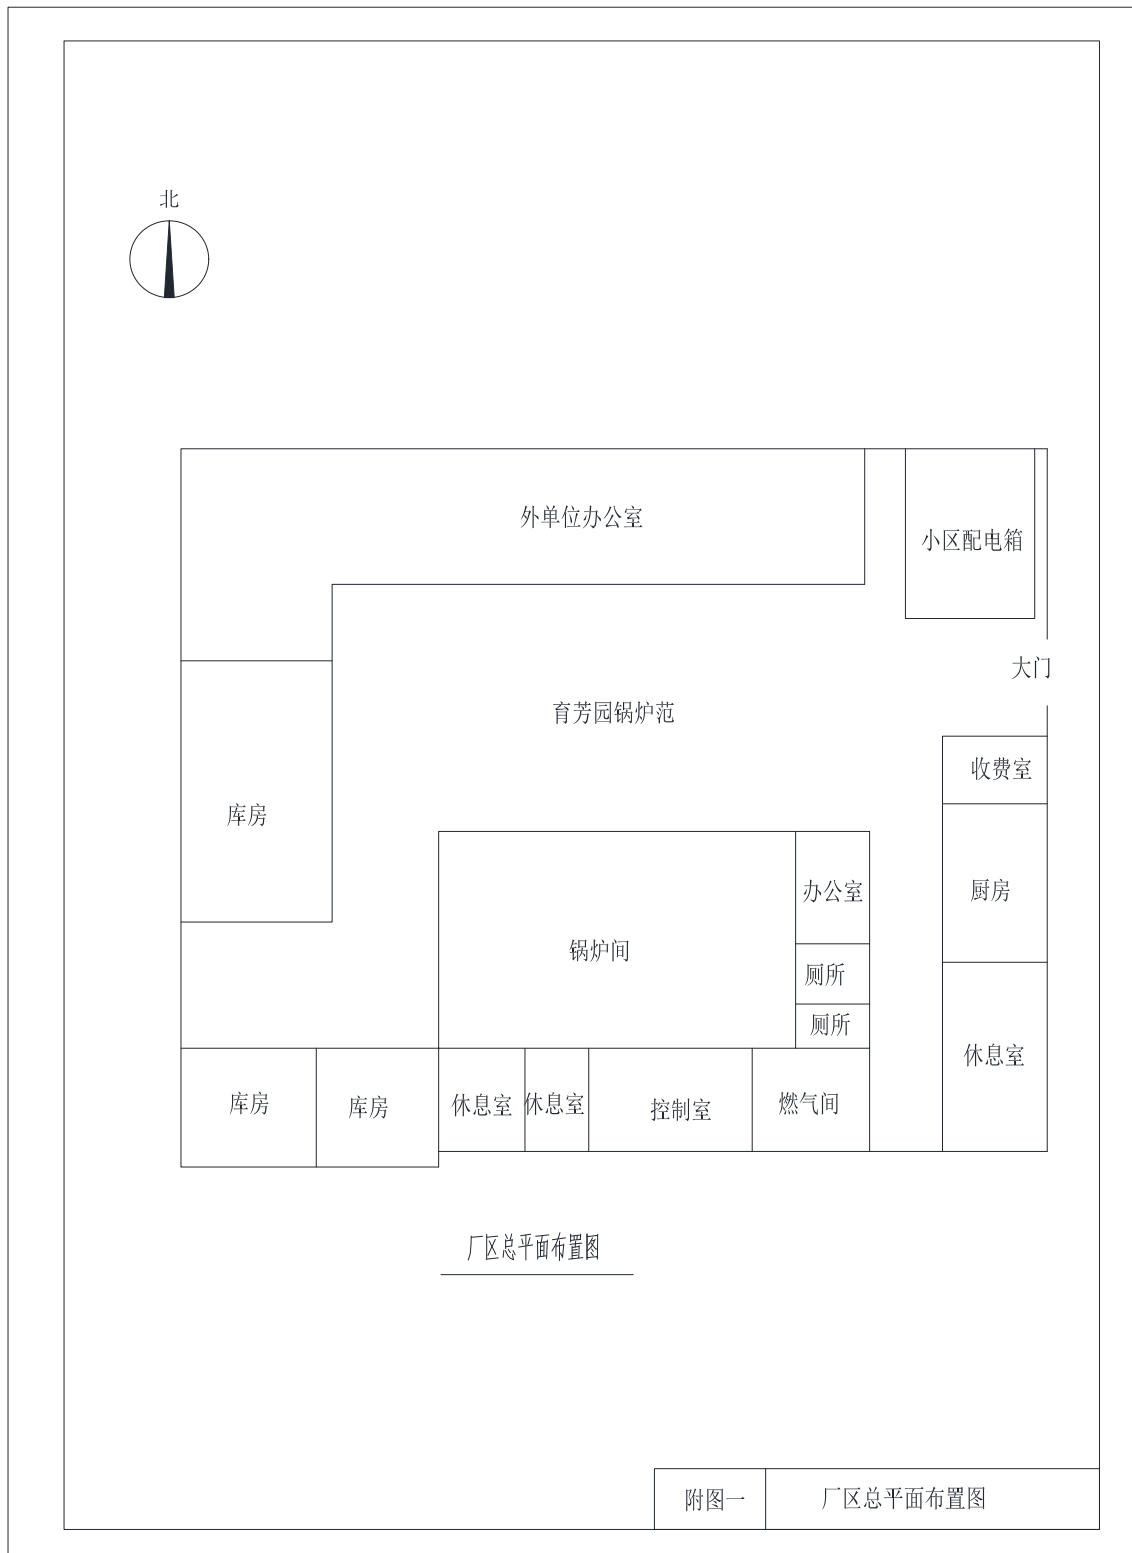 北
外单位办公室
小区配电箱
大门
育芳园锅炉范
收费室
库房
办公室
厨房
锅炉间
厕所
厕所
休息室
库房
库房
休息室
休息室
控制室
燃气间
厂区总平面布置图
附图一
厂区总平面布置图